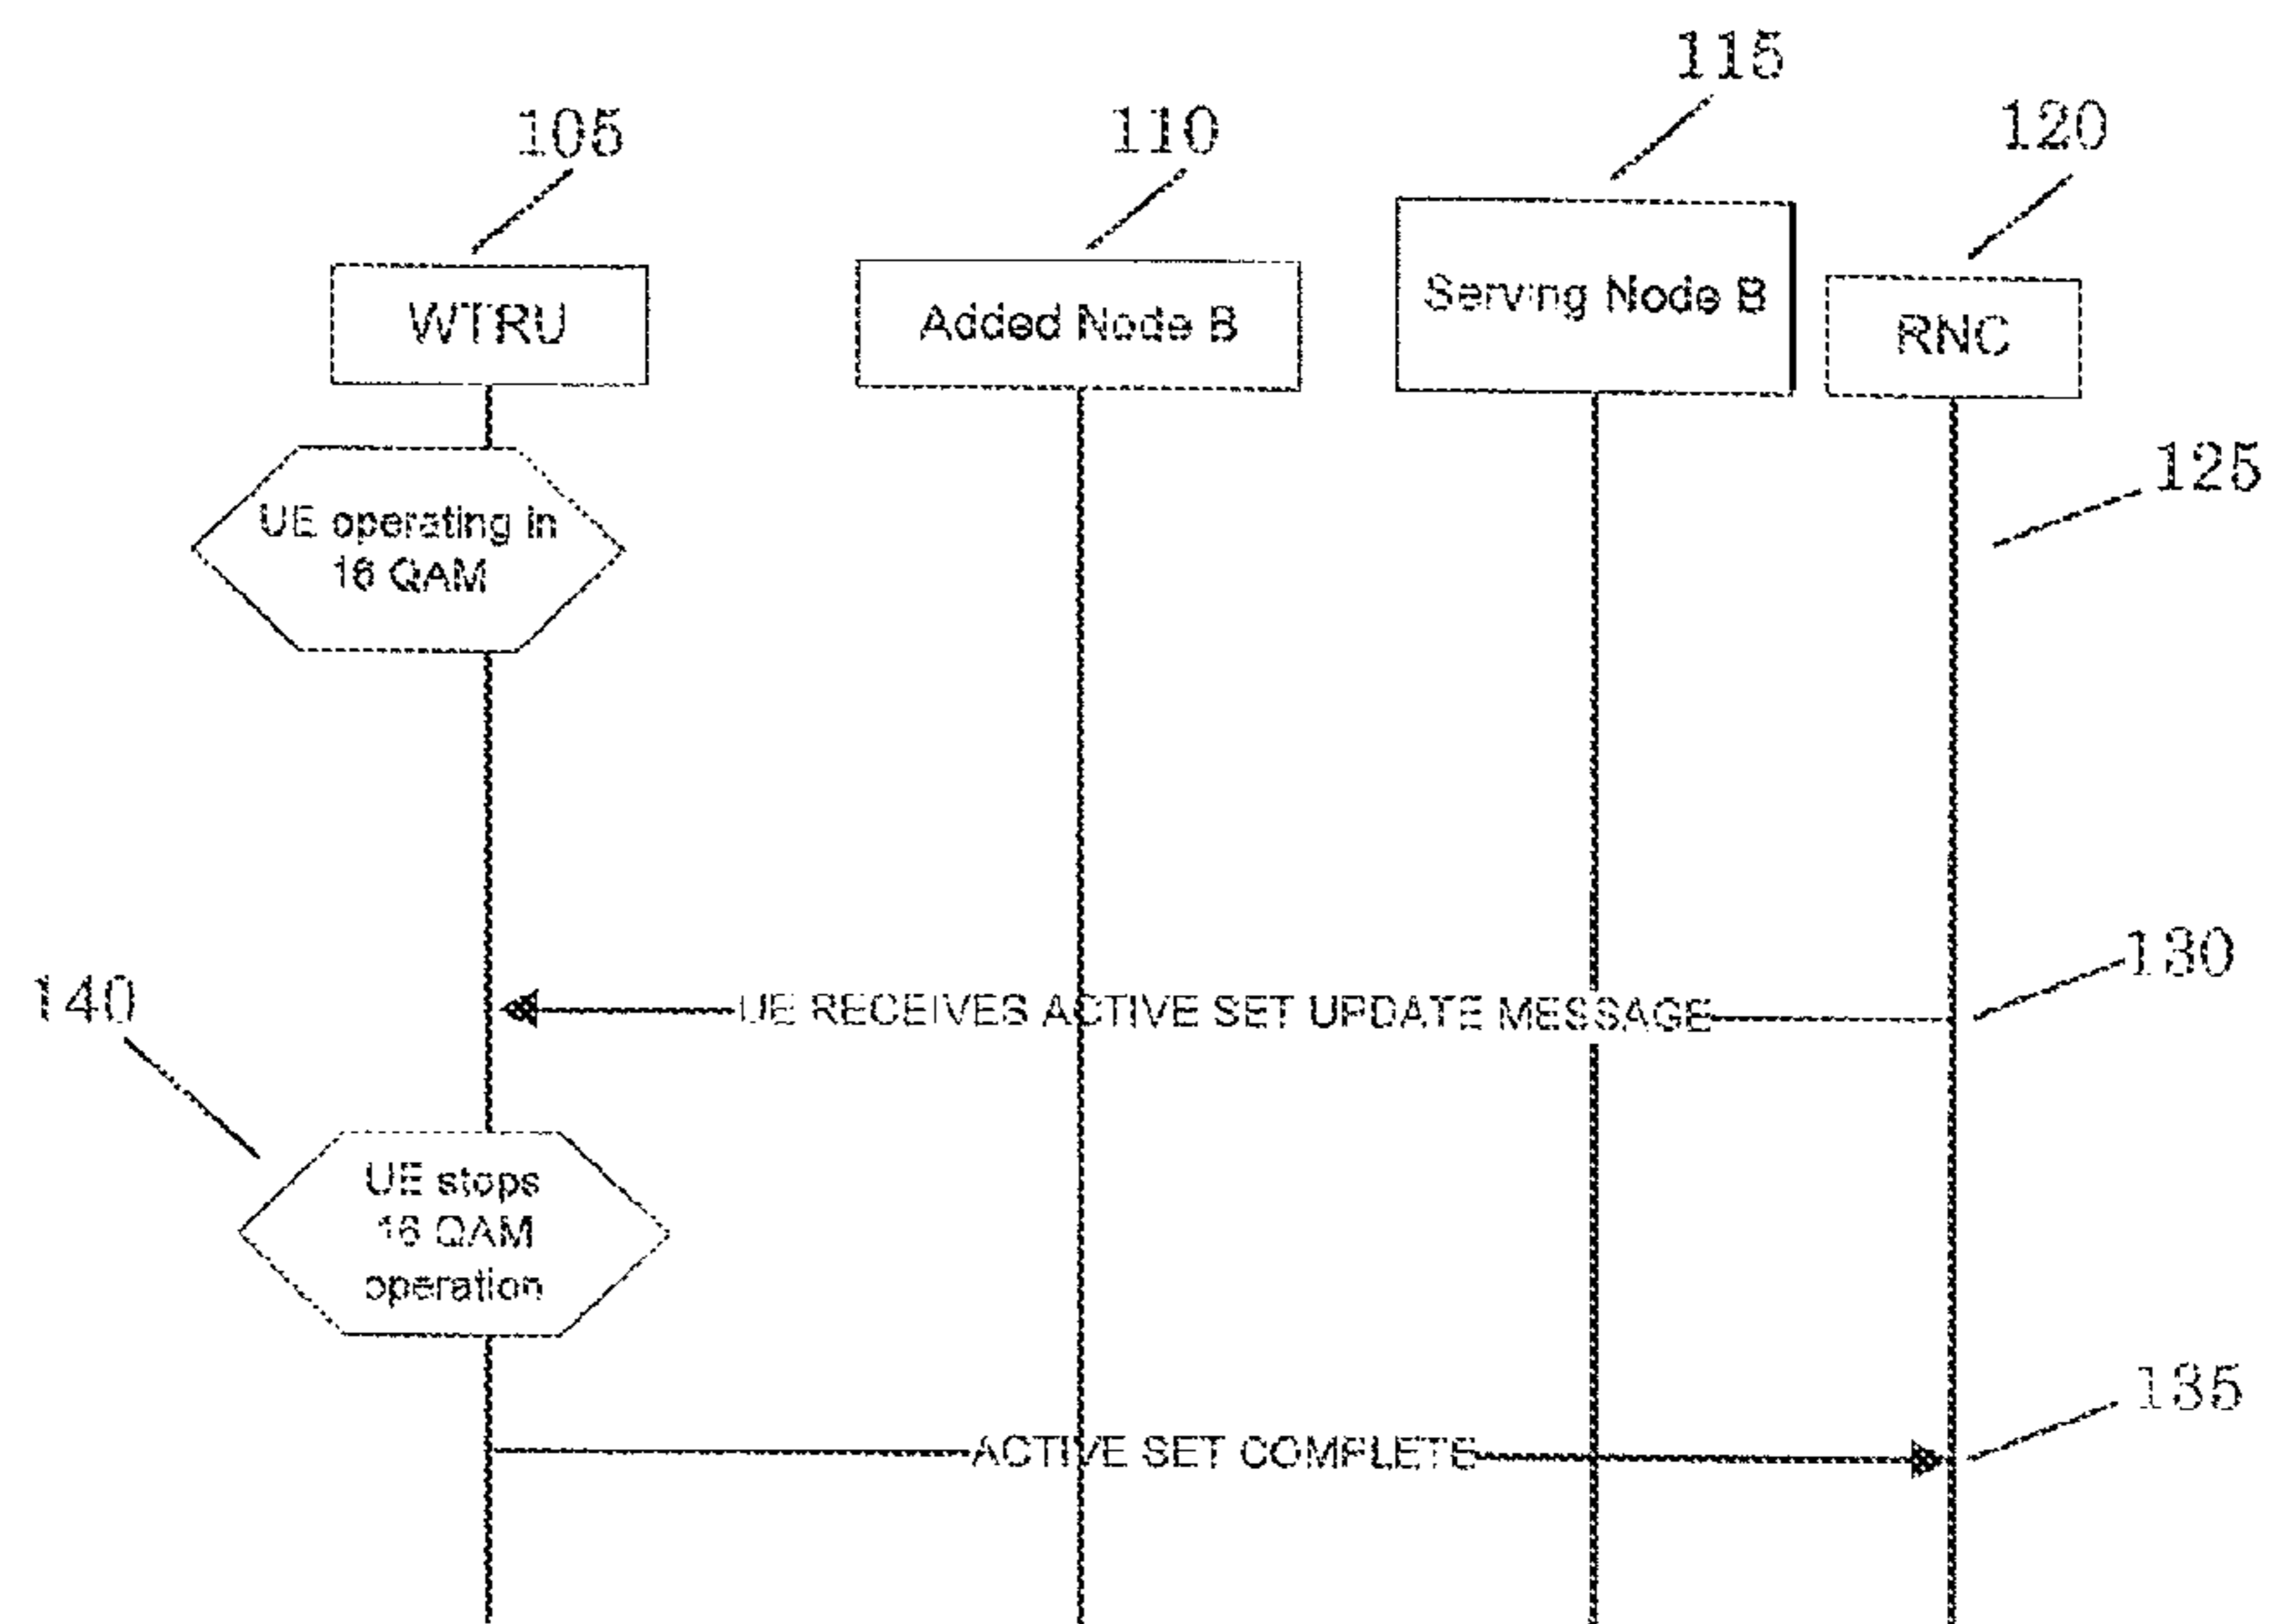 115
105
110
120
WTRU
Added Node B
Serving Node B
RNC
125
UE operating in
16 QAM
130
140
UE RECEIVES ACTIVE SET UPDATE MESSAGE
UE stops
16 QAM
operation
135
ACTIVE SET COMPLETE